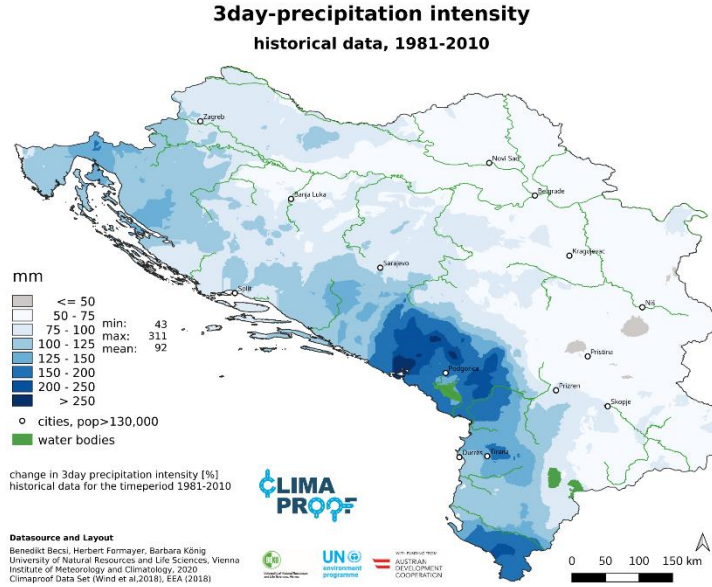 3day-precipitation intensity
historical data, 1981-2010
Zagreb
Novi Sad
Belgrade
Banja Luka
Sarajevo
Kragujevac
Split
Niš
Pristina
Podgorica
Prizren
Skopje
Durrës
Tirana
mm
<= 50
50 - 75
75 - 100
100 - 125
125 - 150
150 - 200
200 - 250
> 250
min: 43
max: 311
mean: 92
cities, pop>130,000
water bodies
change in 3day precipitation intensity [%]
historical data for the timeperiod 1981-2010
CLIMA
PROOF
Datasource and Layout
Benedikt Becsi, Herbert Formayer, Barbara König
University of Natural Resources and Life Sciences, Vienna
Institute of Meteorology and Climatology, 2020
Climaproof Data Set (Wind et al,2018), EEA (2018)
UN
environment
programme
WITH FUNDING FROM
AUSTRIAN
DEVELOPMENT
COOPERATION
0 50 100 150 km